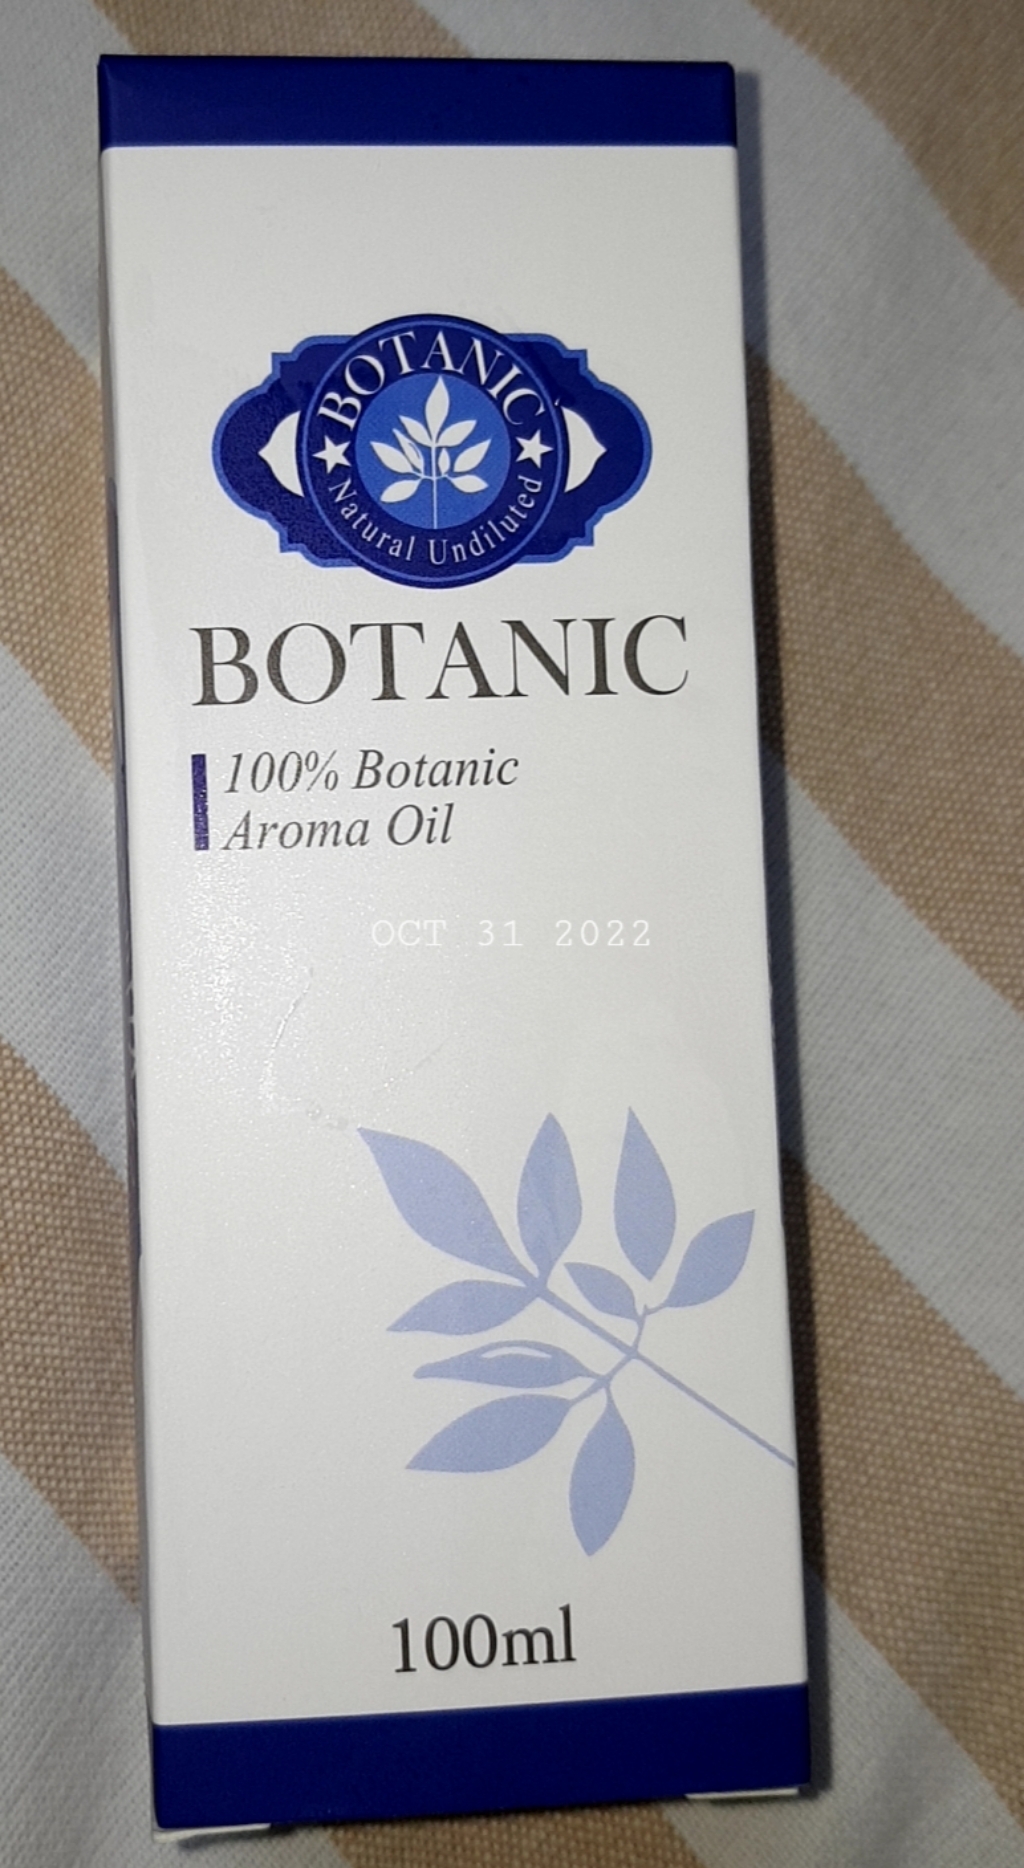 BOTANIC
Natural Undiluted
BOTANIC
100% Botanic
Aroma Oil
OCT 31 2022
100ml